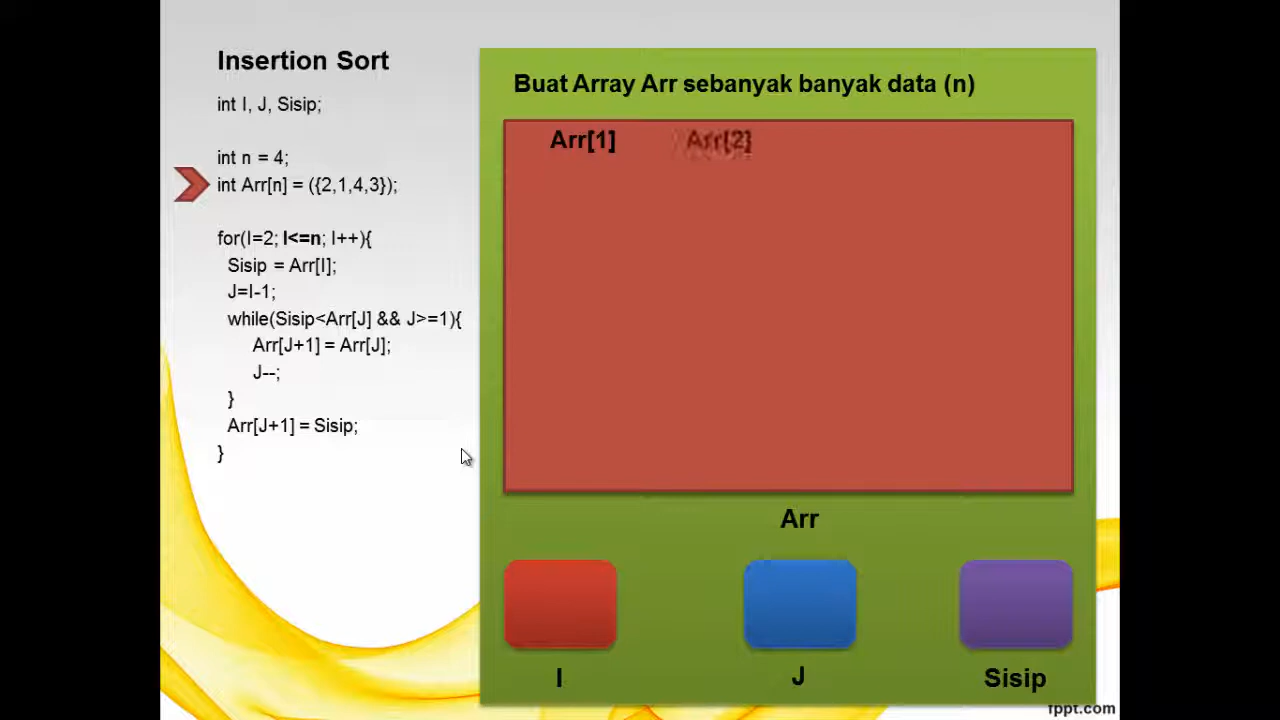 Insertion Sort
int I, J, Sisip;
int n = 4;
int Arr[n] = ({2,1,4,3});
for(I=2; I<=n; I++){
Sisip = Arr[I];
J=I-1;
while(Sisip<Arr[J] && J>=1){
Arr[J+1] = Arr[J];
J--;
}
Arr[J+1] = Sisip;
}
Buat Array Arr sebanyak banyak data (n)
Arr[1] Arr[2]
Arr
I J Sisip
fppt.com